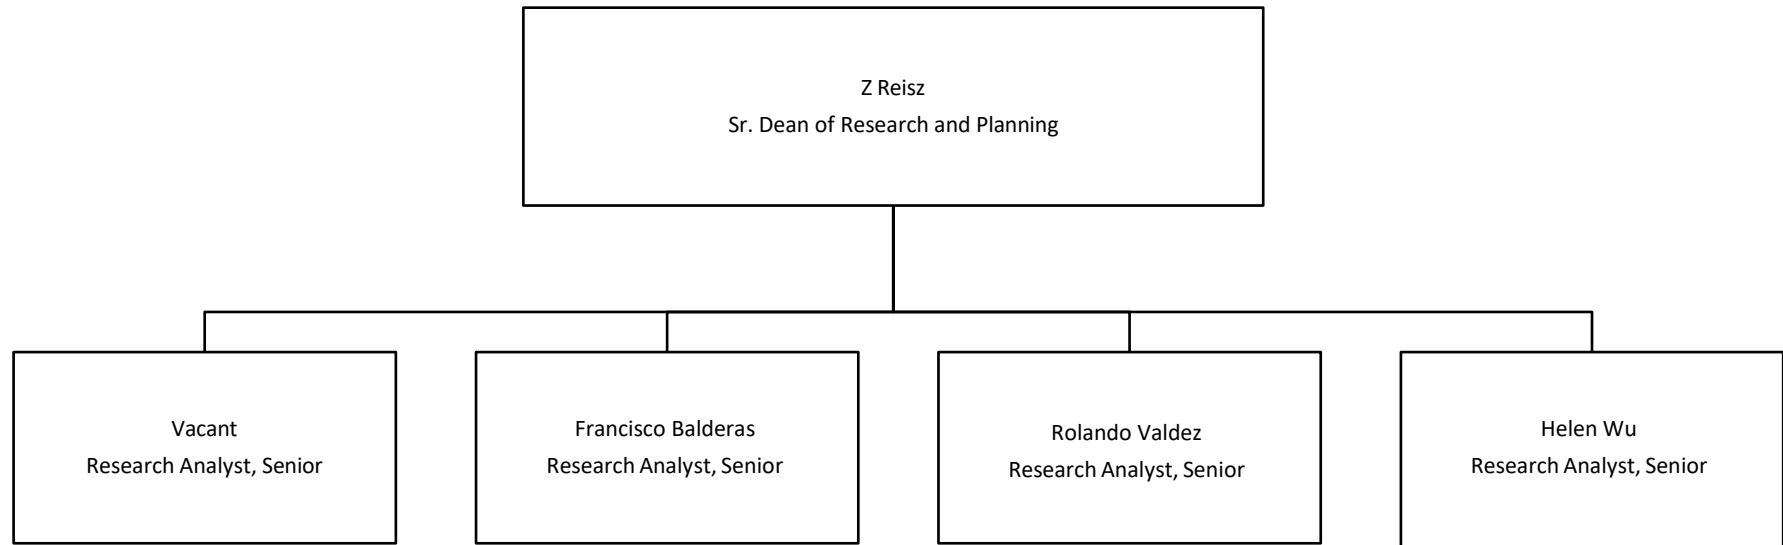 Z Reisz
Sr. Dean of Research and Planning
Vacant
Research Analyst, Senior
Francisco Balderas
Research Analyst, Senior
Rolando Valdez
Research Analyst, Senior
Helen Wu
Research Analyst, Senior